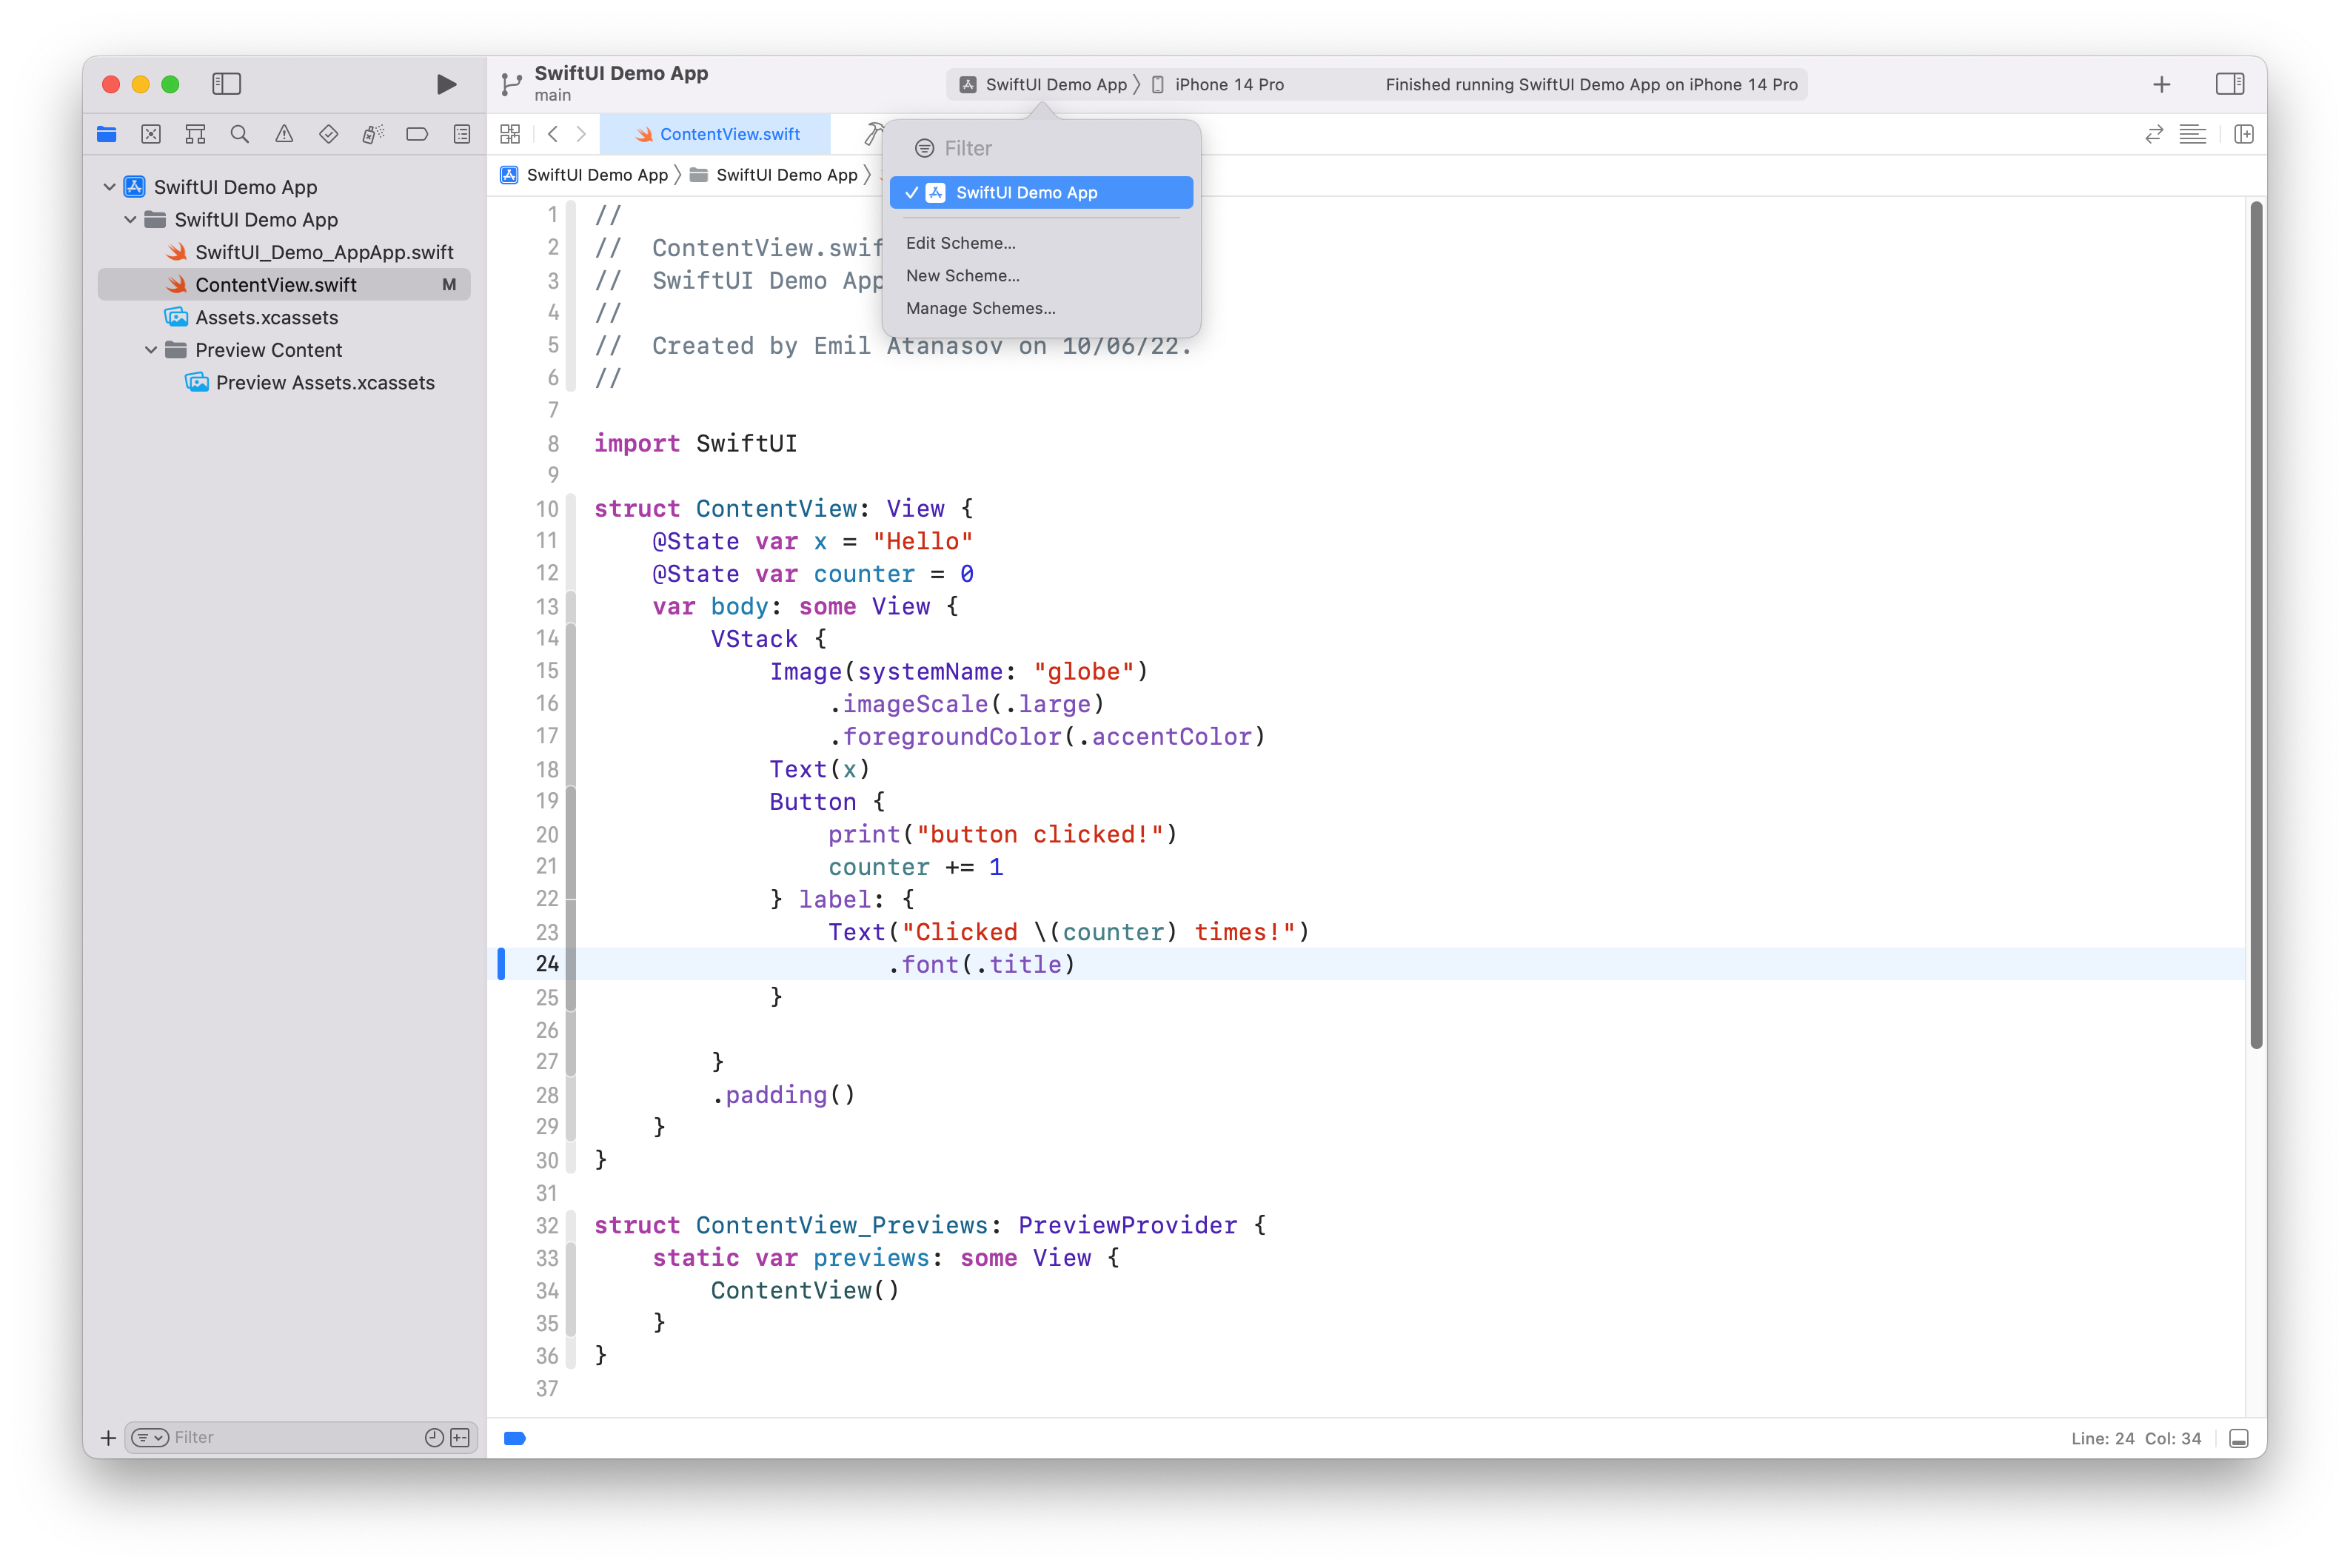 SwiftUI Demo App
main
SwiftUI Demo App
iPhone 14 Pro
Finished running SwiftUI Demo App on iPhone 14 Pro
ContentView.swift
SwiftUI Demo App
SwiftUI Demo App
Filter
SwiftUI Demo App
Edit Scheme...
New Scheme...
Manage Schemes...
SwiftUI Demo App
SwiftUI Demo App
SwiftUI_Demo_AppApp.swift
ContentView.swift M
Assets.xcassets
Preview Content
Preview Assets.xcassets
1 //
2 // ContentView.swif
3 // SwiftUI Demo App
4 //
5 // Created by Emil Atanasov on 10/06/22.
6 //
7
8 import SwiftUI
9
10 struct ContentView: View {
11 @State var x = "Hello"
12 @State var counter = 0
13 var body: some View {
14 VStack {
15 Image(systemName: "globe")
16 .imageScale(.large)
17 .foregroundColor(.accentColor)
18 Text(x)
19 Button {
20 print("button clicked!")
21 counter += 1
22 } label: {
23 Text("Clicked \(counter) times!")
24 .font(.title)
25 }
26
27 }
28 .padding()
29 }
30 }
31
32 struct ContentView_Previews: PreviewProvider {
33 static var previews: some View {
34 ContentView()
35 }
36 }
37
Filter
Line: 24 Col: 34